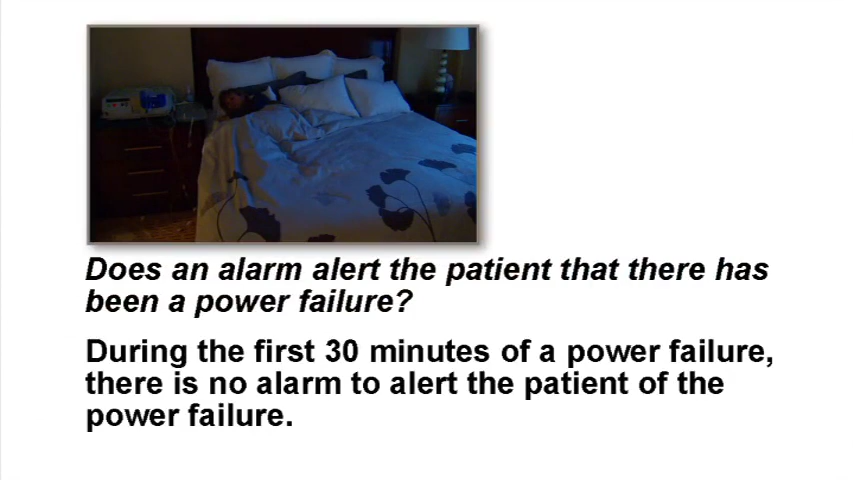 Does an alarm alert the patient that there has
been a power failure?
During the first 30 minutes of a power failure,
there is no alarm to alert the patient of the
power failure.